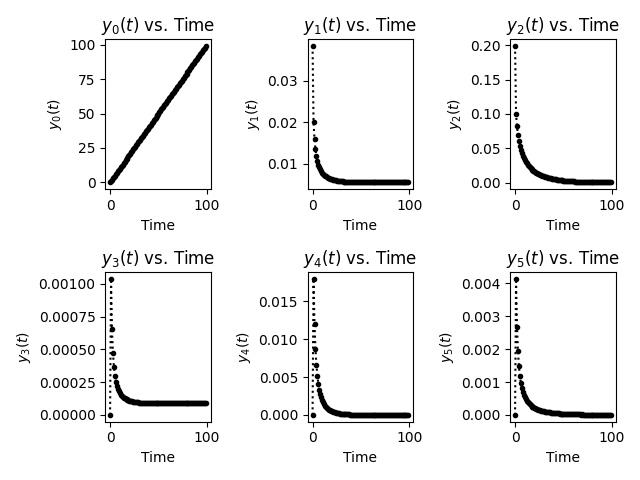 y₀(t) vs. Time
y₁(t) vs. Time
y₂(t) vs. Time
100
75
50
25
0
y₀(t)
0 100
Time
0.03
0.02
0.01
y₁(t)
0 100
Time
0.20
0.15
0.10
0.05
0.00
y₂(t)
0 100
Time
y₃(t) vs. Time
y₄(t) vs. Time
y₅(t) vs. Time
0.00100
0.00075
0.00050
0.00025
0.00000
y₃(t)
0 100
Time
0.015
0.010
0.005
0.000
y₄(t)
0 100
Time
0.004
0.003
0.002
0.001
0.000
y₅(t)
0 100
Time